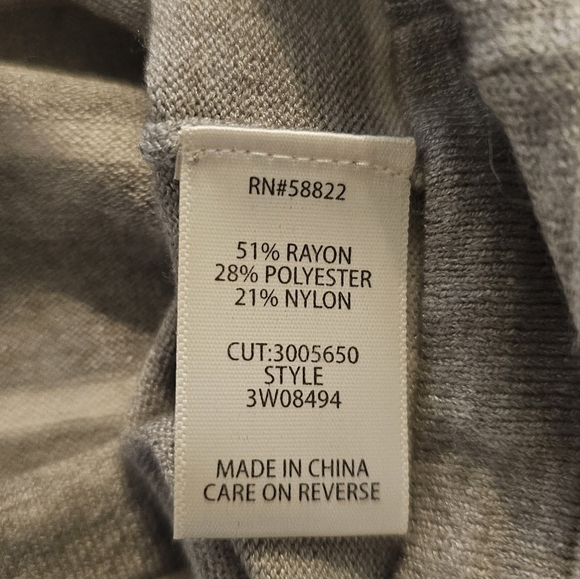 RN#58822
51% RAYON
28% POLYESTER
21% NYLON
CUT:3005650
STYLE
3W08494
MADE IN CHINA
CARE ON REVERSE